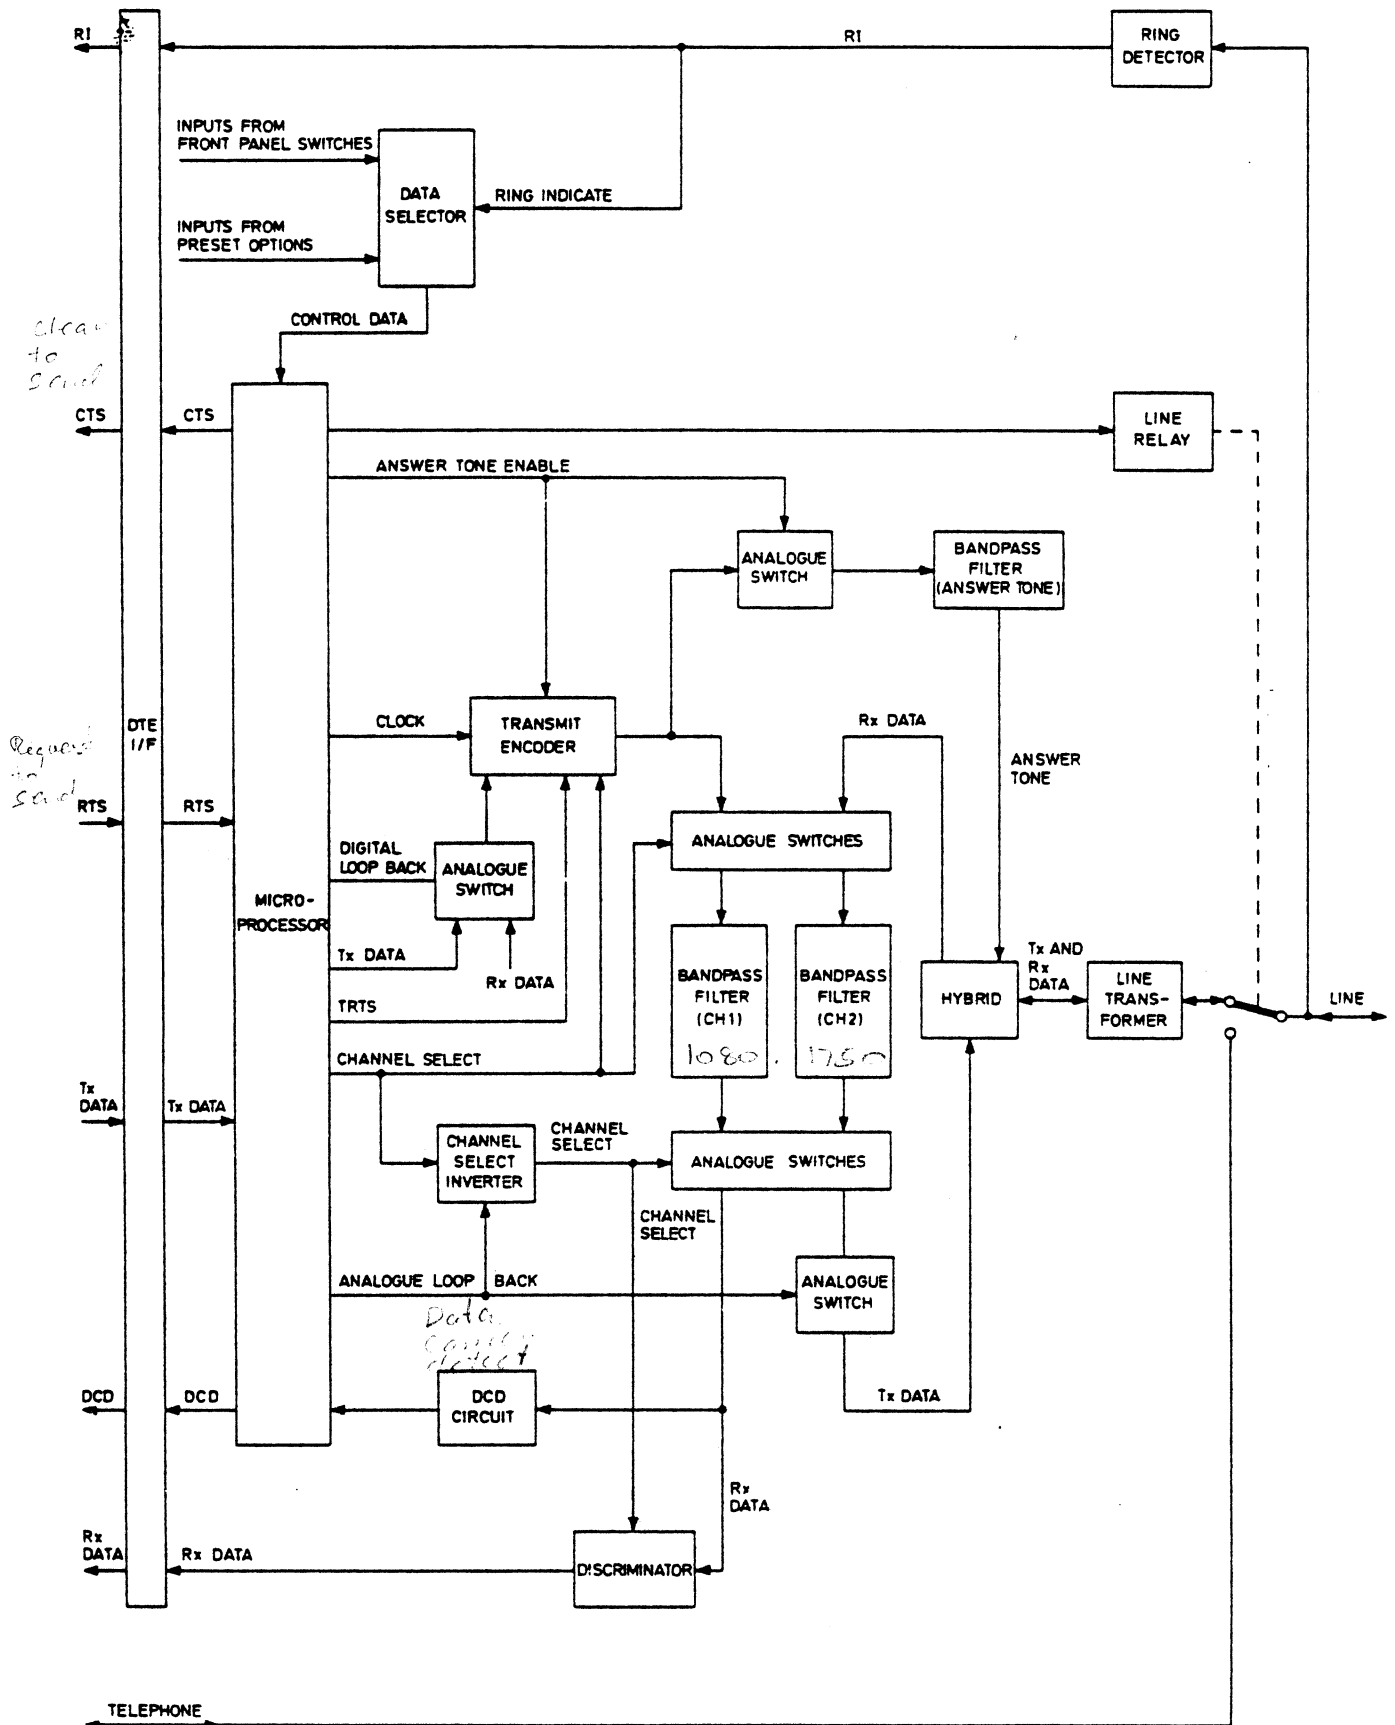 RI
RI
RING
DETECTOR
INPUTS FROM
FRONT PANEL SWITCHES
DATA
SELECTOR
RING INDICATE
INPUTS FROM
PRESET OPTIONS
CONTROL DATA
Clear
to
Send
CTS
CTS
LINE
RELAY
ANSWER TONE ENABLE
ANALOGUE
SWITCH
BANDPASS
FILTER
(ANSWER TONE)
DTE
I/F
CLOCK
TRANSMIT
ENCODER
Rx DATA
ANSWER
TONE
Request
to
Send
RTS
RTS
DIGITAL
LOOP BACK
ANALOGUE
SWITCH
ANALOGUE SWITCHES
MICRO-
PROCESSOR
Tx DATA
Rx DATA
BANDPASS
FILTER
(CH1)
1080
BANDPASS
FILTER
(CH2)
1750
HYBRID
Tx AND
Rx
DATA
LINE
TRANS-
FORMER
LINE
TRTS
CHANNEL SELECT
Tx
DATA
Tx DATA
CHANNEL
SELECT
INVERTER
CHANNEL
SELECT
ANALOGUE SWITCHES
CHANNEL
SELECT
ANALOGUE LOOP BACK
ANALOGUE
SWITCH
Data
Carrier
detect
DCD
DCD
DCD
CIRCUIT
Tx DATA
Rx
DATA
Rx
DATA
Rx DATA
DISCRIMINATOR
TELEPHONE